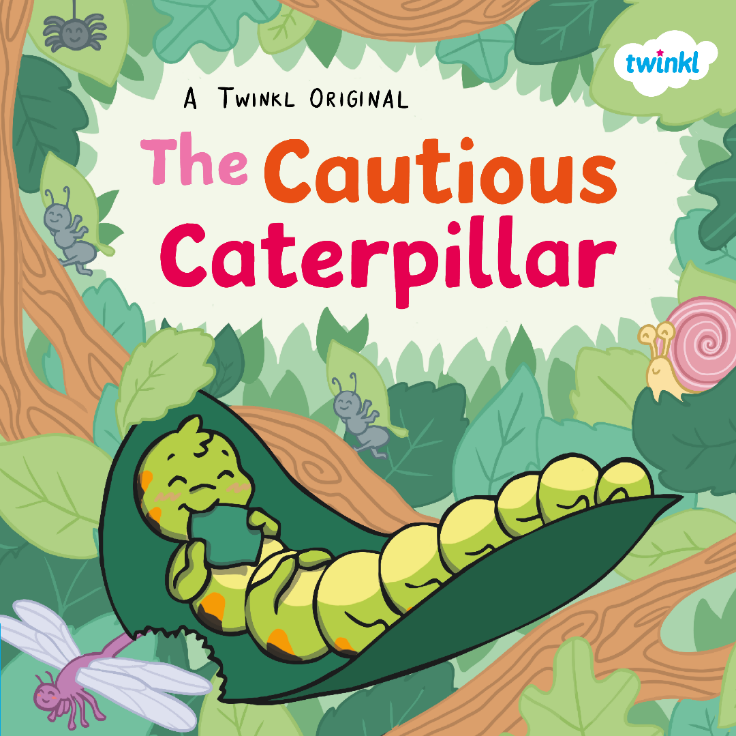 twinkl
A TWINKL ORIGINAL
The Cautious
Caterpillar